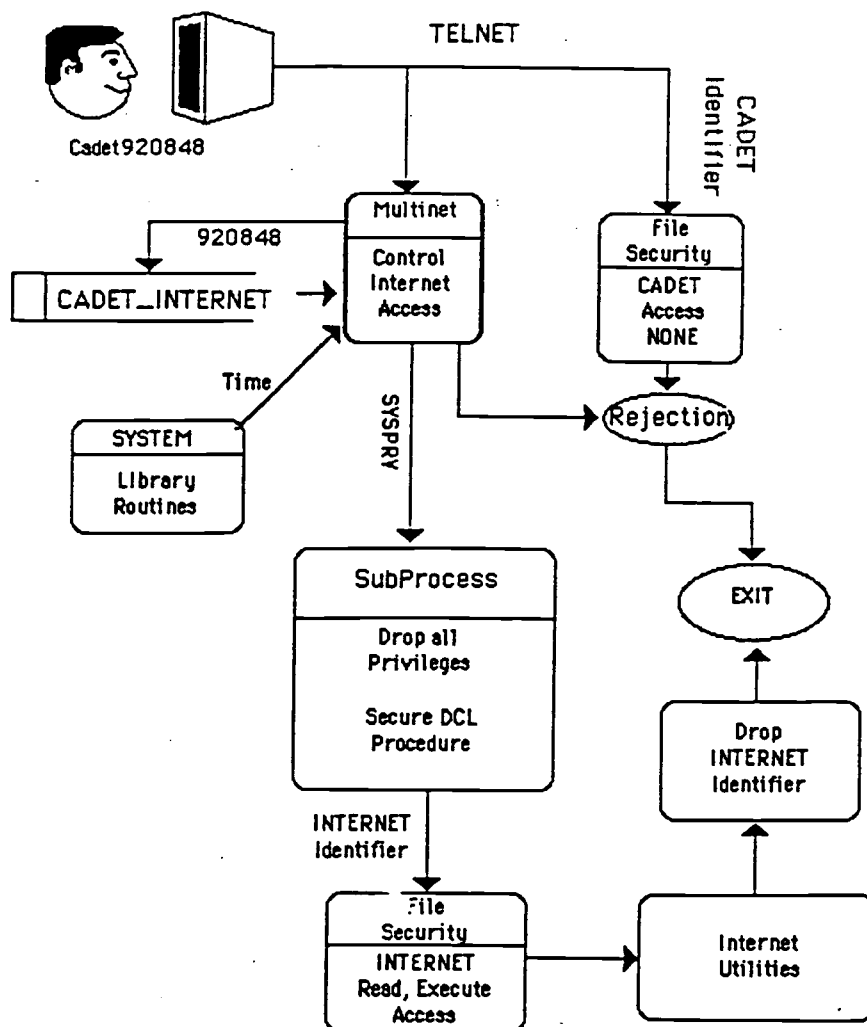 TELNET
CADET
Identifier
Cadet920848
Multinet
Control
Internet
Access
920848
CADET_INTERNET
File
Security
CADET
Access
NONE
Time
SYSPRY
Rejection
SYSTEM
Library
Routines
SubProcess
Drop all
Privileges
Secure DCL
Procedure
EXIT
Drop
INTERNET
Identifier
INTERNET
Identifier
File
Security
INTERNET
Read, Execute
Access
Internet
Utilities